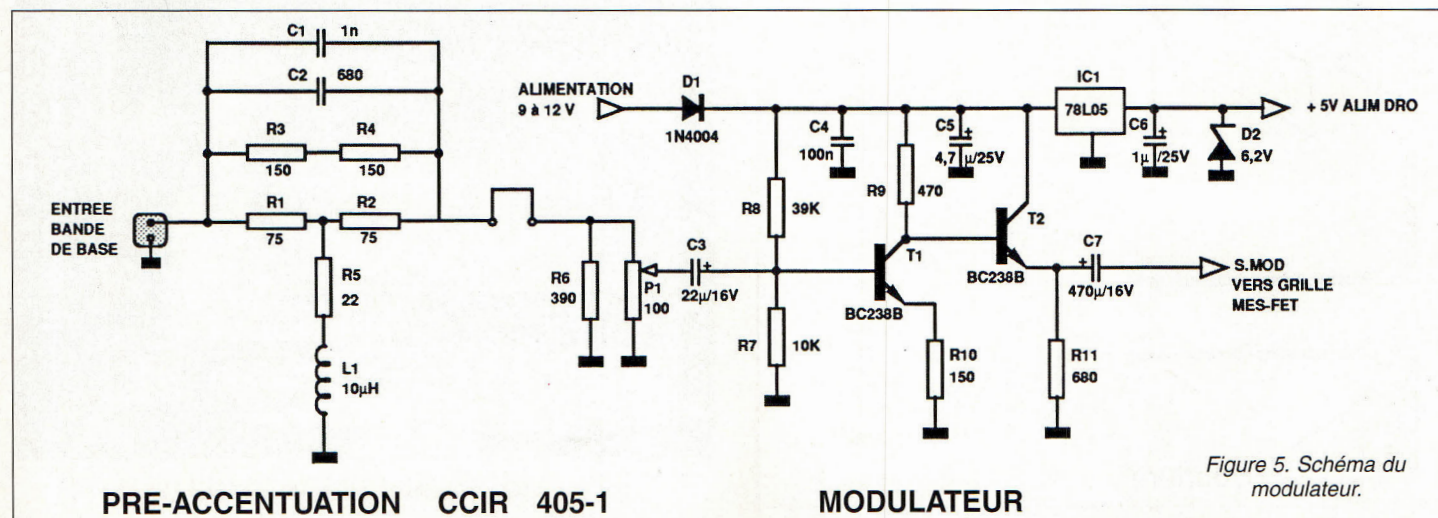 C1 1n
C2 680
R3 R4
150 150
R1 R2
75 75
ENTREE
BANDE
DE BASE
R5
22
L1
10µH
R6
390
P1
100
C3
+
22µ/16V
ALIMENTATION
9 à 12 V
D1
1N4004
R8
39K
R7
10K
C4
100n
R9
470
C5
+
4,7 µ/25V
T1
BC238B
R10
150
T2
BC238B
R11
680
+ C7
470µ/16V
IC1
78L05
C6
+
1µ /25V
D2
6,2V
+ 5V ALIM DRO
S.MOD
VERS GRILLE
MES-FET
PRE-ACCENTUATION CCIR 405-1
MODULATEUR
Figure 5. Schéma du
modulateur.